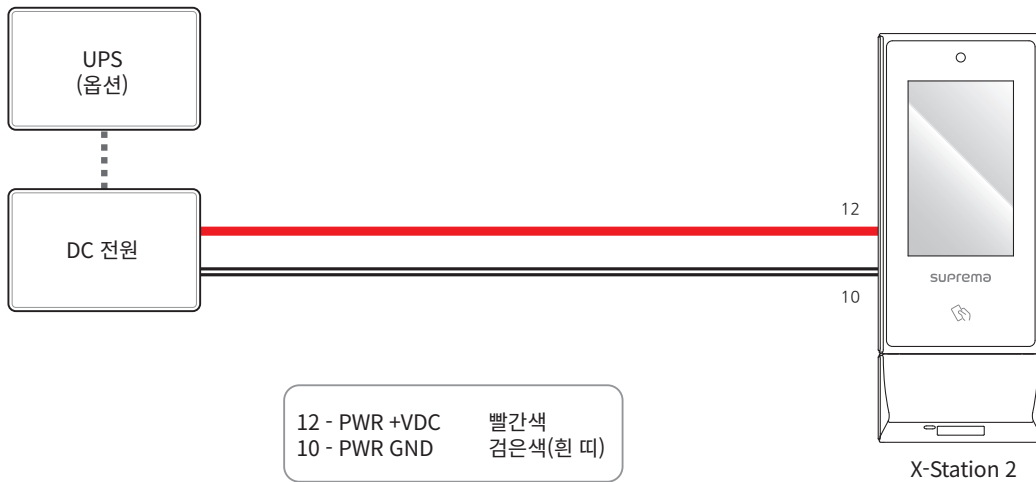 UPS
(옵션)
DC 전원
12
10
suprema
12 - PWR +VDC 빨간색
10 - PWR GND 검은색(흰 띠)
X-Station 2